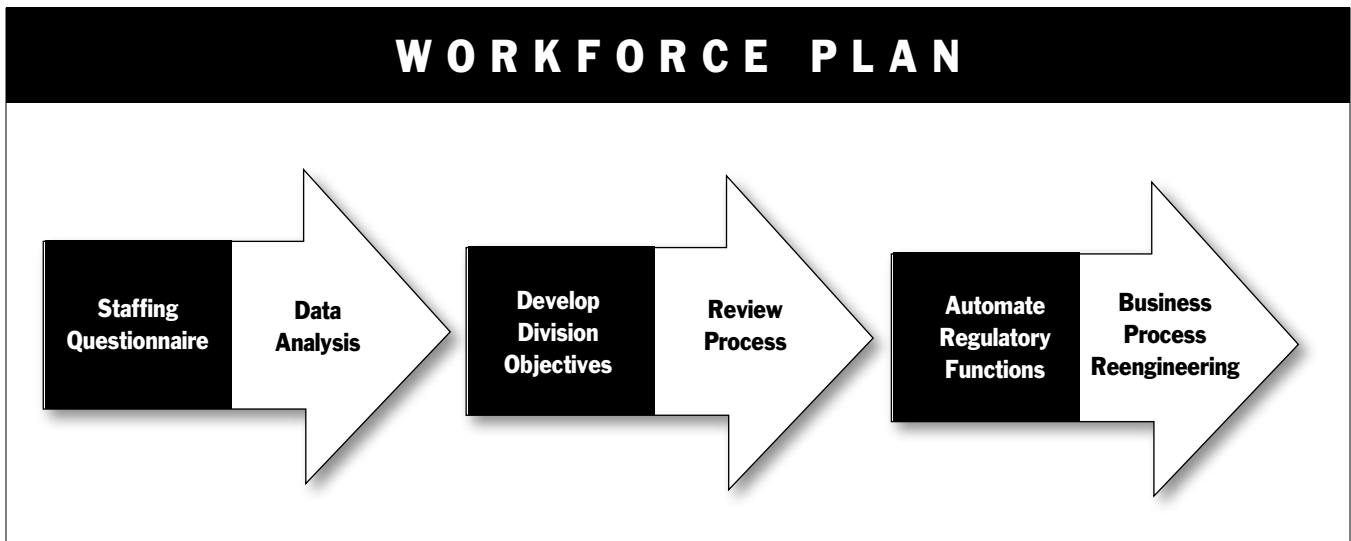 WORKFORCE PLAN
Staffing
Questionnaire
Data
Analysis
Develop
Division
Objectives
Review
Process
Automate
Regulatory
Functions
Business
Process
Reengineering